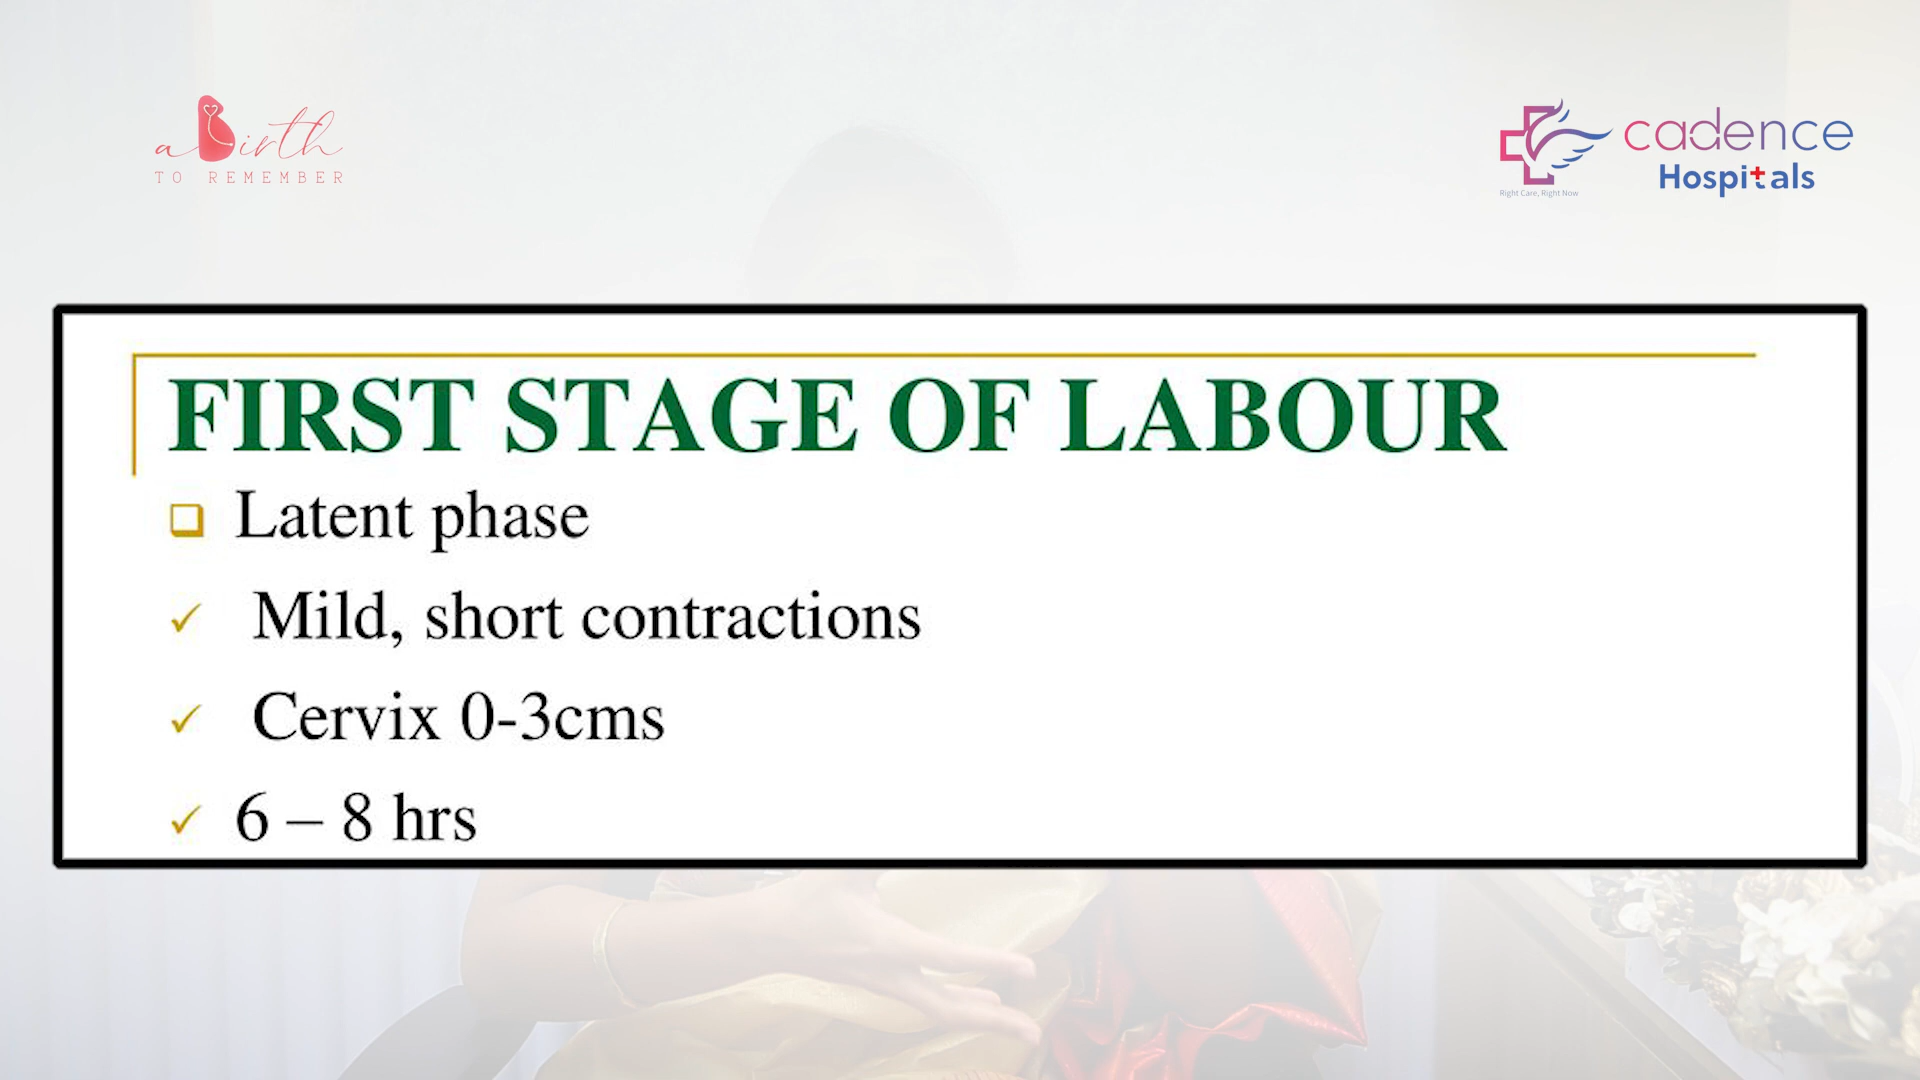 a Birth
TO REMEMBER
cadence
Hospitals
Right Care, Right Now
FIRST STAGE OF LABOUR
Latent phase
Mild, short contractions
Cervix 0-3cms
6 – 8 hrs